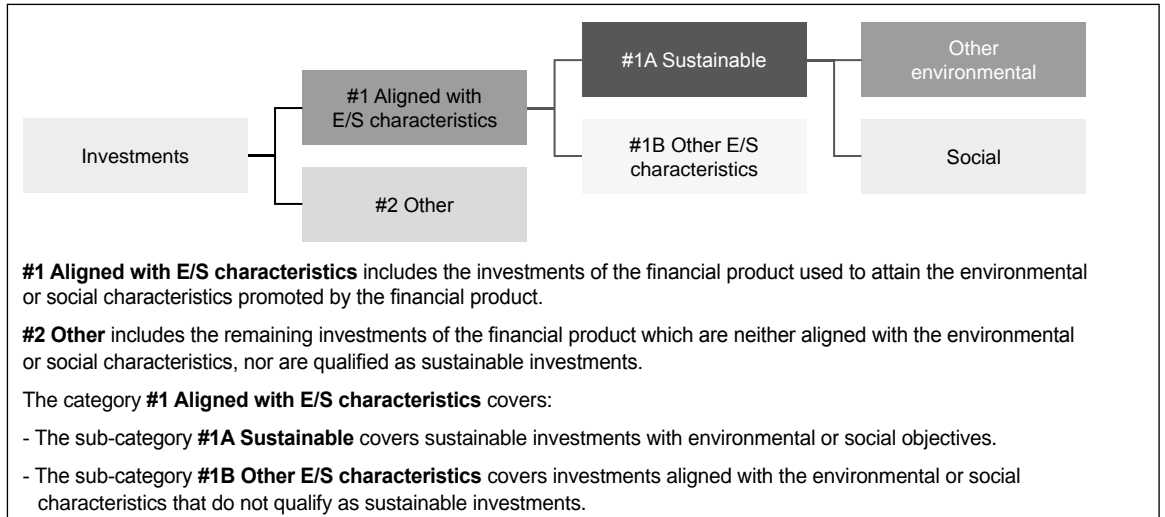 Investments
#1 Aligned with
E/S characteristics
#2 Other
#1A Sustainable
#1B Other E/S
characteristics
Other
environmental
Social
#1 Aligned with E/S characteristics includes the investments of the financial product used to attain the environmental
or social characteristics promoted by the financial product.
#2 Other includes the remaining investments of the financial product which are neither aligned with the environmental
or social characteristics, nor are qualified as sustainable investments.
The category #1 Aligned with E/S characteristics covers:
- The sub-category #1A Sustainable covers sustainable investments with environmental or social objectives.
- The sub-category #1B Other E/S characteristics covers investments aligned with the environmental or social
characteristics that do not qualify as sustainable investments.